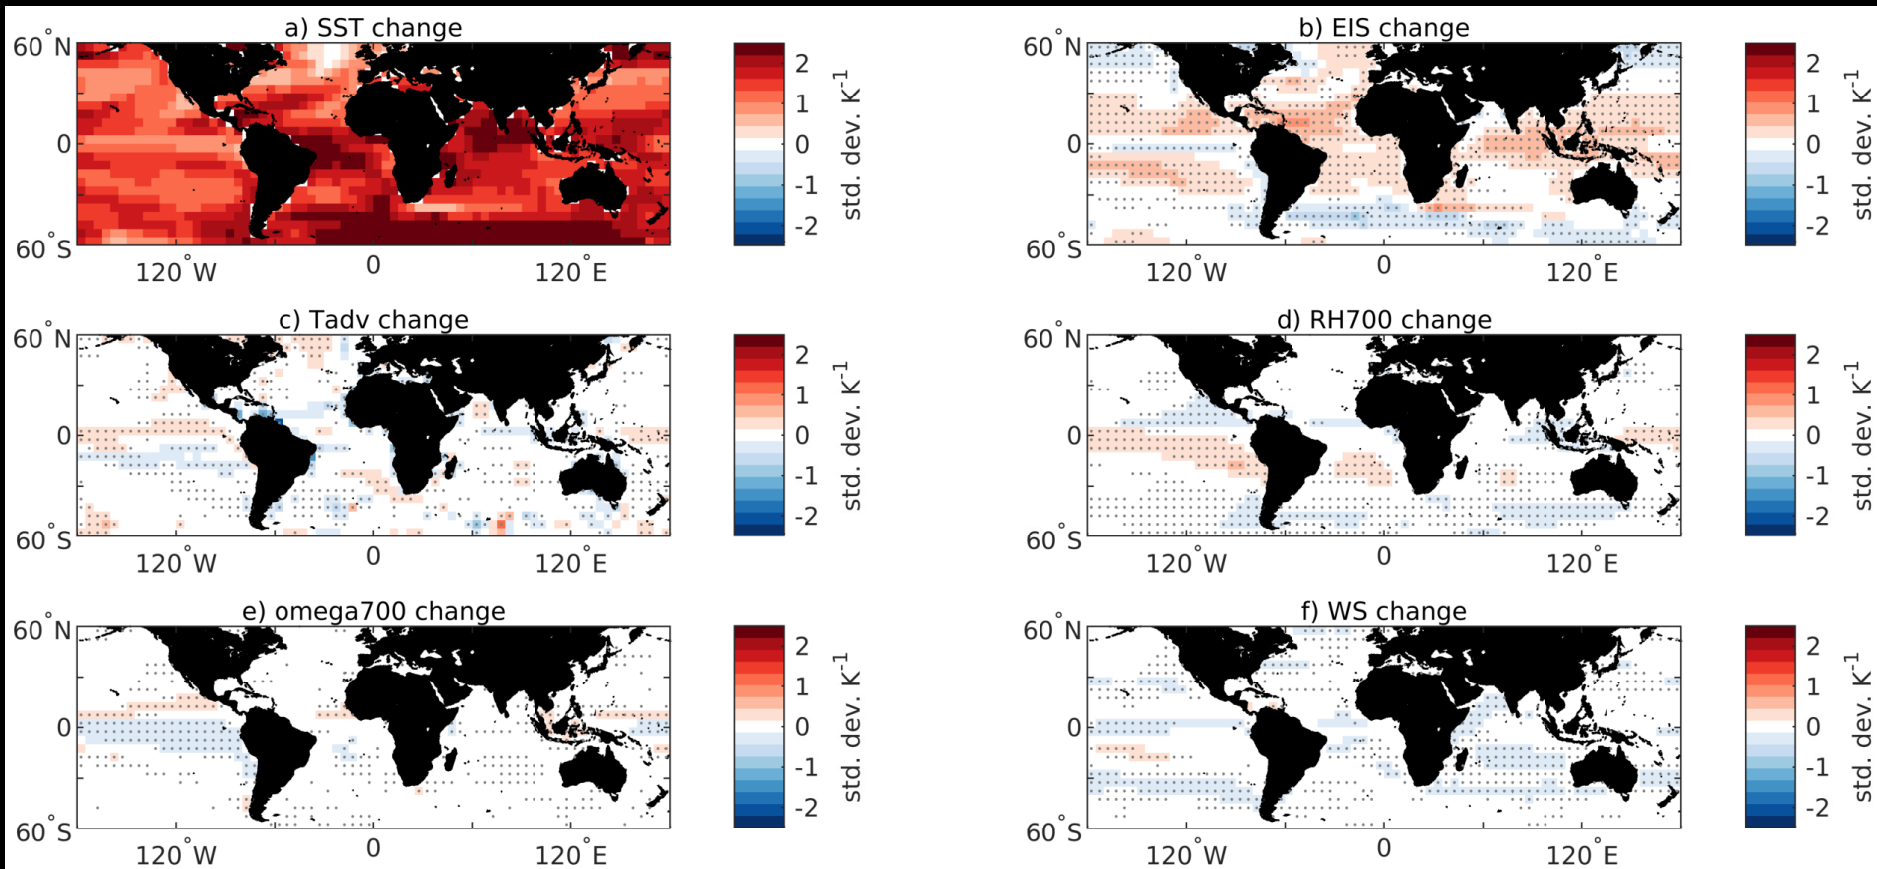 a) SST change
60°N
0
60°S
120°W
0
120°E
2
1
0
-1
-2
std. dev. K-1
b) EIS change
60°N
0
60°S
120°W
0
120°E
2
1
0
-1
-2
std. dev. K-1
c) Tadv change
60°N
0
60°S
120°W
0
120°E
2
1
0
-1
-2
std. dev. K-1
d) RH700 change
60°N
0
60°S
120°W
0
120°E
2
1
0
-1
-2
std. dev. K-1
e) omega700 change
60°N
0
60°S
120°W
0
120°E
2
1
0
-1
-2
std. dev. K-1
f) WS change
60°N
0
60°S
120°W
0
120°E
2
1
0
-1
-2
std. dev. K-1